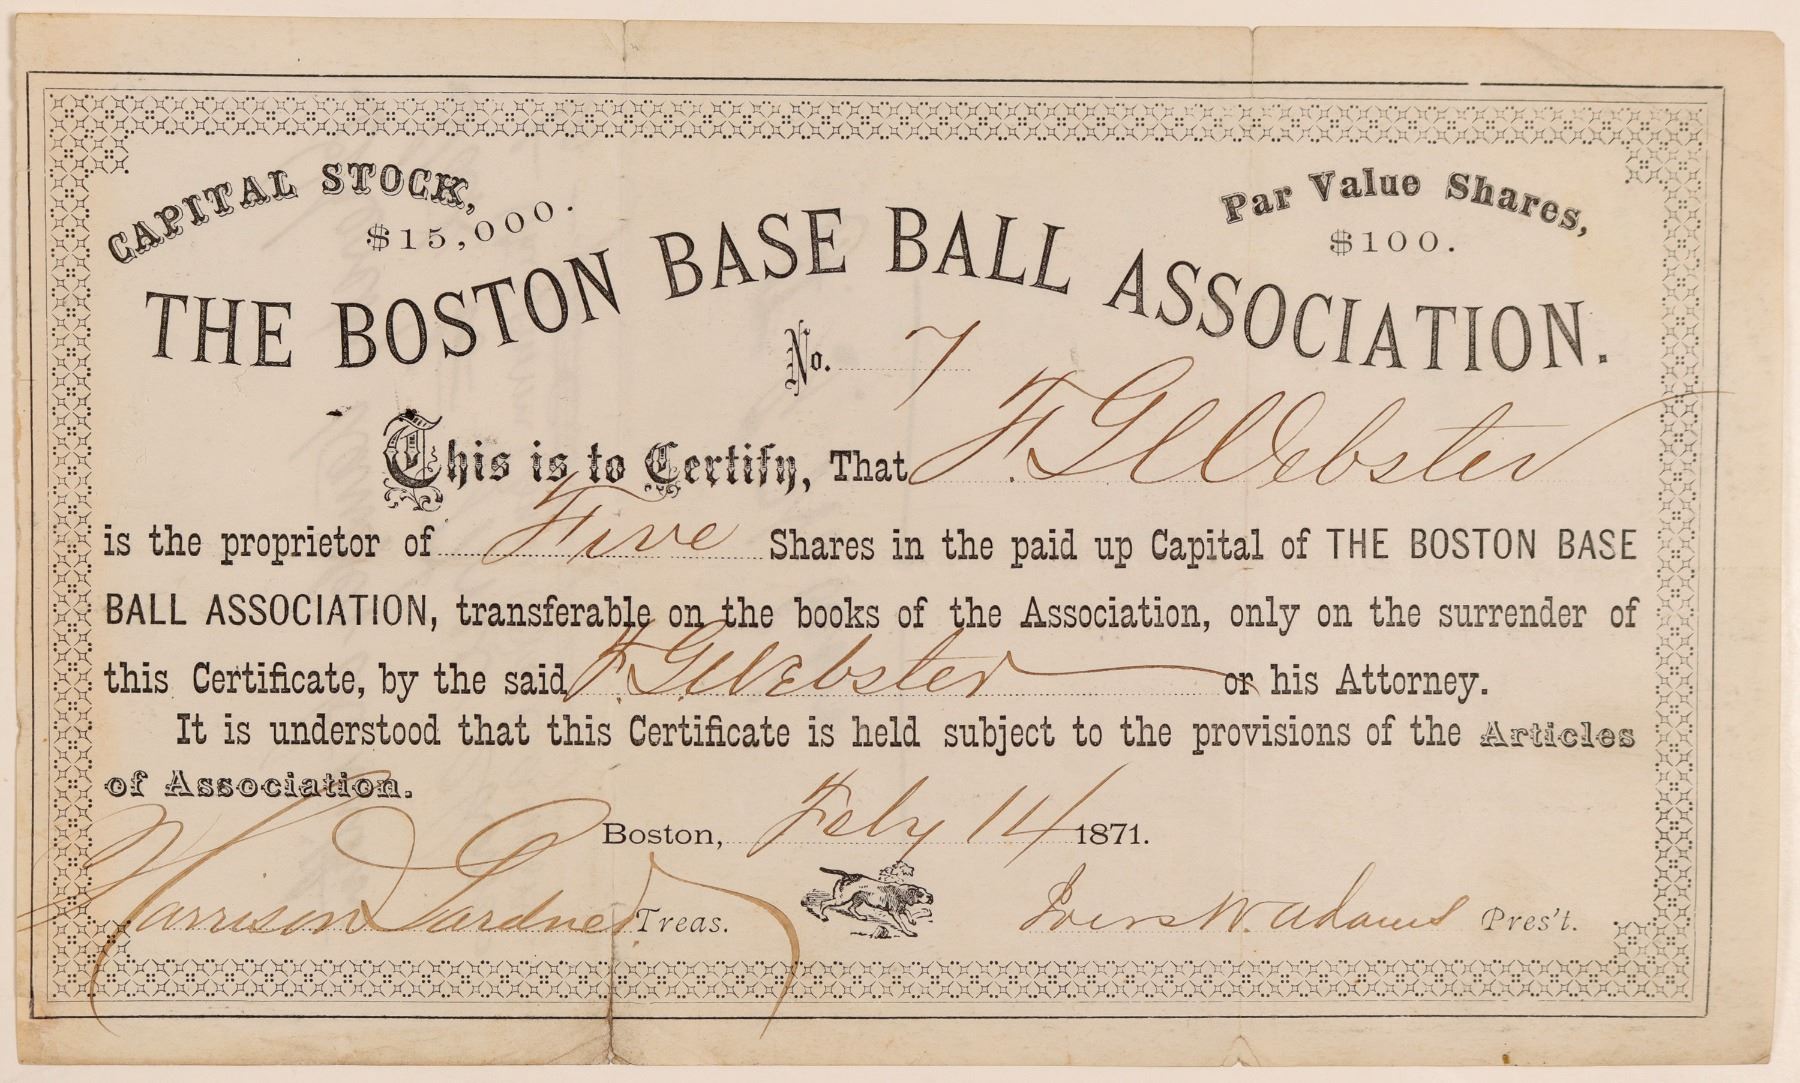 CAPITAL STOCK,
$15,000.
Par Value Shares,
$100.
THE BOSTON BASE BALL ASSOCIATION.
No. 7
This is to Certify, That F. G. Webster
is the proprietor of Five Shares in the paid up Capital of THE BOSTON BASE
BALL ASSOCIATION, transferable on the books of the Association, only on the surrender of
this Certificate, by the said F. G. Webster or his Attorney.
It is understood that this Certificate is held subject to the provisions of the Articles
of Association.
Boston, Feby 14 1871.
Harrison Gardner Treas.
Ivers W. Adams Pres't.